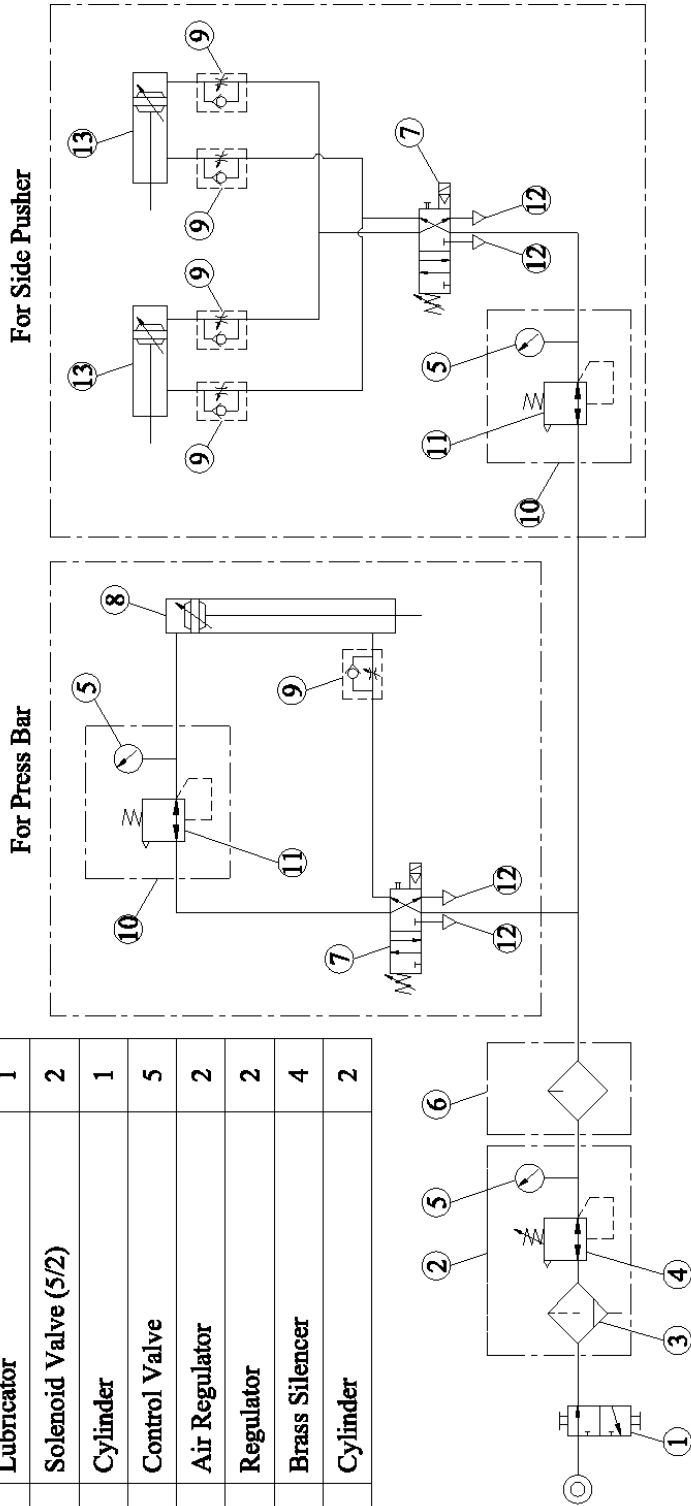 Lubricator 1
Solenoid Valve (5/2) 2
Cylinder 1
Control Valve 5
Air Regulator 2
Regulator 2
Brass Silencer 4
Cylinder 2
For Press Bar
5
8
10
11
9
7
12
12
For Side Pusher
13
13
9
9
9
9
7
5
12
12
11
10
2
5
6
1
3
4